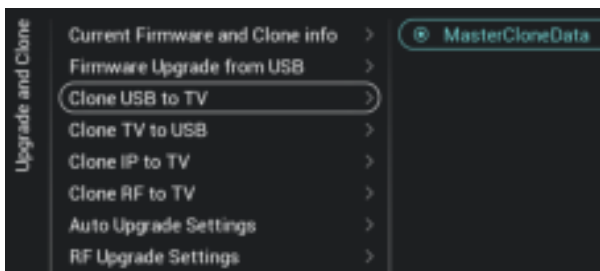 Upgrade and Clone
Current Firmware and Clone info
Firmware Upgrade from USB
Clone USB to TV
Clone TV to USB
Clone IP to TV
Clone RF to TV
Auto Upgrade Settings
RF Upgrade Settings
MasterCloneData